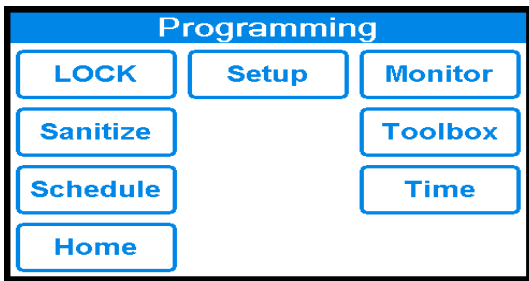 Programming
LOCK Setup Monitor
Sanitize Toolbox
Schedule Time
Home